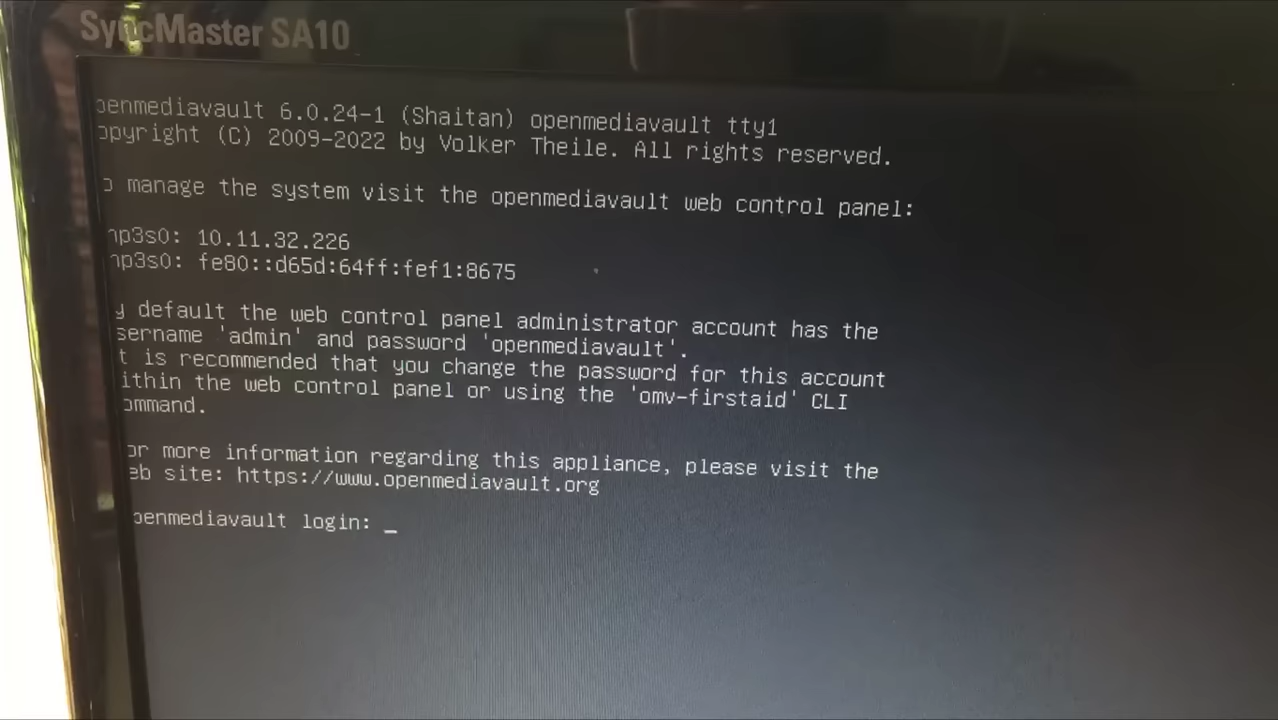 SyncMaster SA10
penmediavault 6.0.24-1 (Shaitan) openmediavault tty1
opyright (C) 2009-2022 by Volker Theile. All rights reserved.
o manage the system visit the openmediavault web control panel:
np3s0: 10.11.32.226
np3s0: fe80::d65d:64ff:fef1:8675
y default the web control panel administrator account has the
sername 'admin' and password 'openmediavault'.
t is recommended that you change the password for this account
ithin the web control panel or using the 'omv-firstaid' CLI
ommand.
or more information regarding this appliance, please visit the
eb site: https://www.openmediavault.org
penmediavault login: _